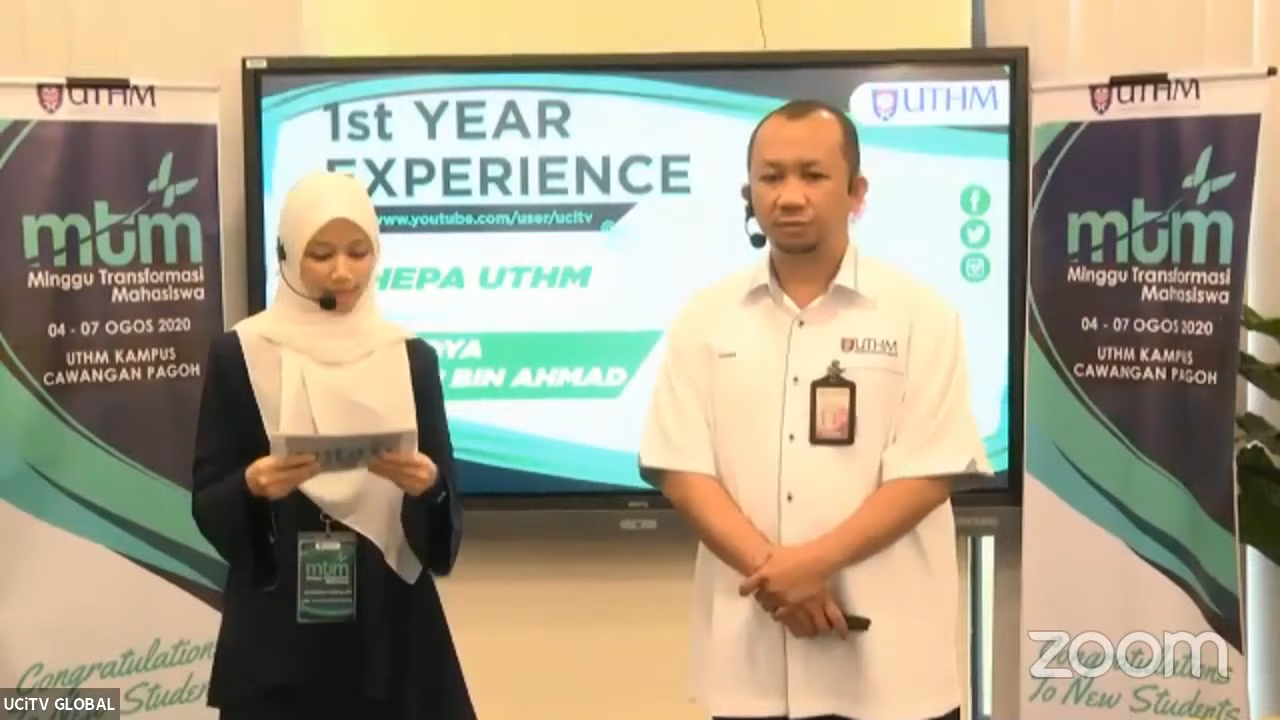 UTHM
mtm
Minggu Transformasi
Mahasiswa
04 - 07 OGOS 2020
UTHM KAMPUS
CAWANGAN PAGOH
Congratulation
Student
1st YEAR
EXPERIENCE
www.youtube.com/user/ucitv
HEPA UTHM
BIN AHMAD
UTHM
UTHM
mtm
UTHM
mtm
Minggu Transformasi
Mahasiswa
04 - 07 OGOS 2020
UTHM KAMPUS
CAWANGAN PAGOH
Congratulations
To New Students
zoom
UCiTV GLOBAL